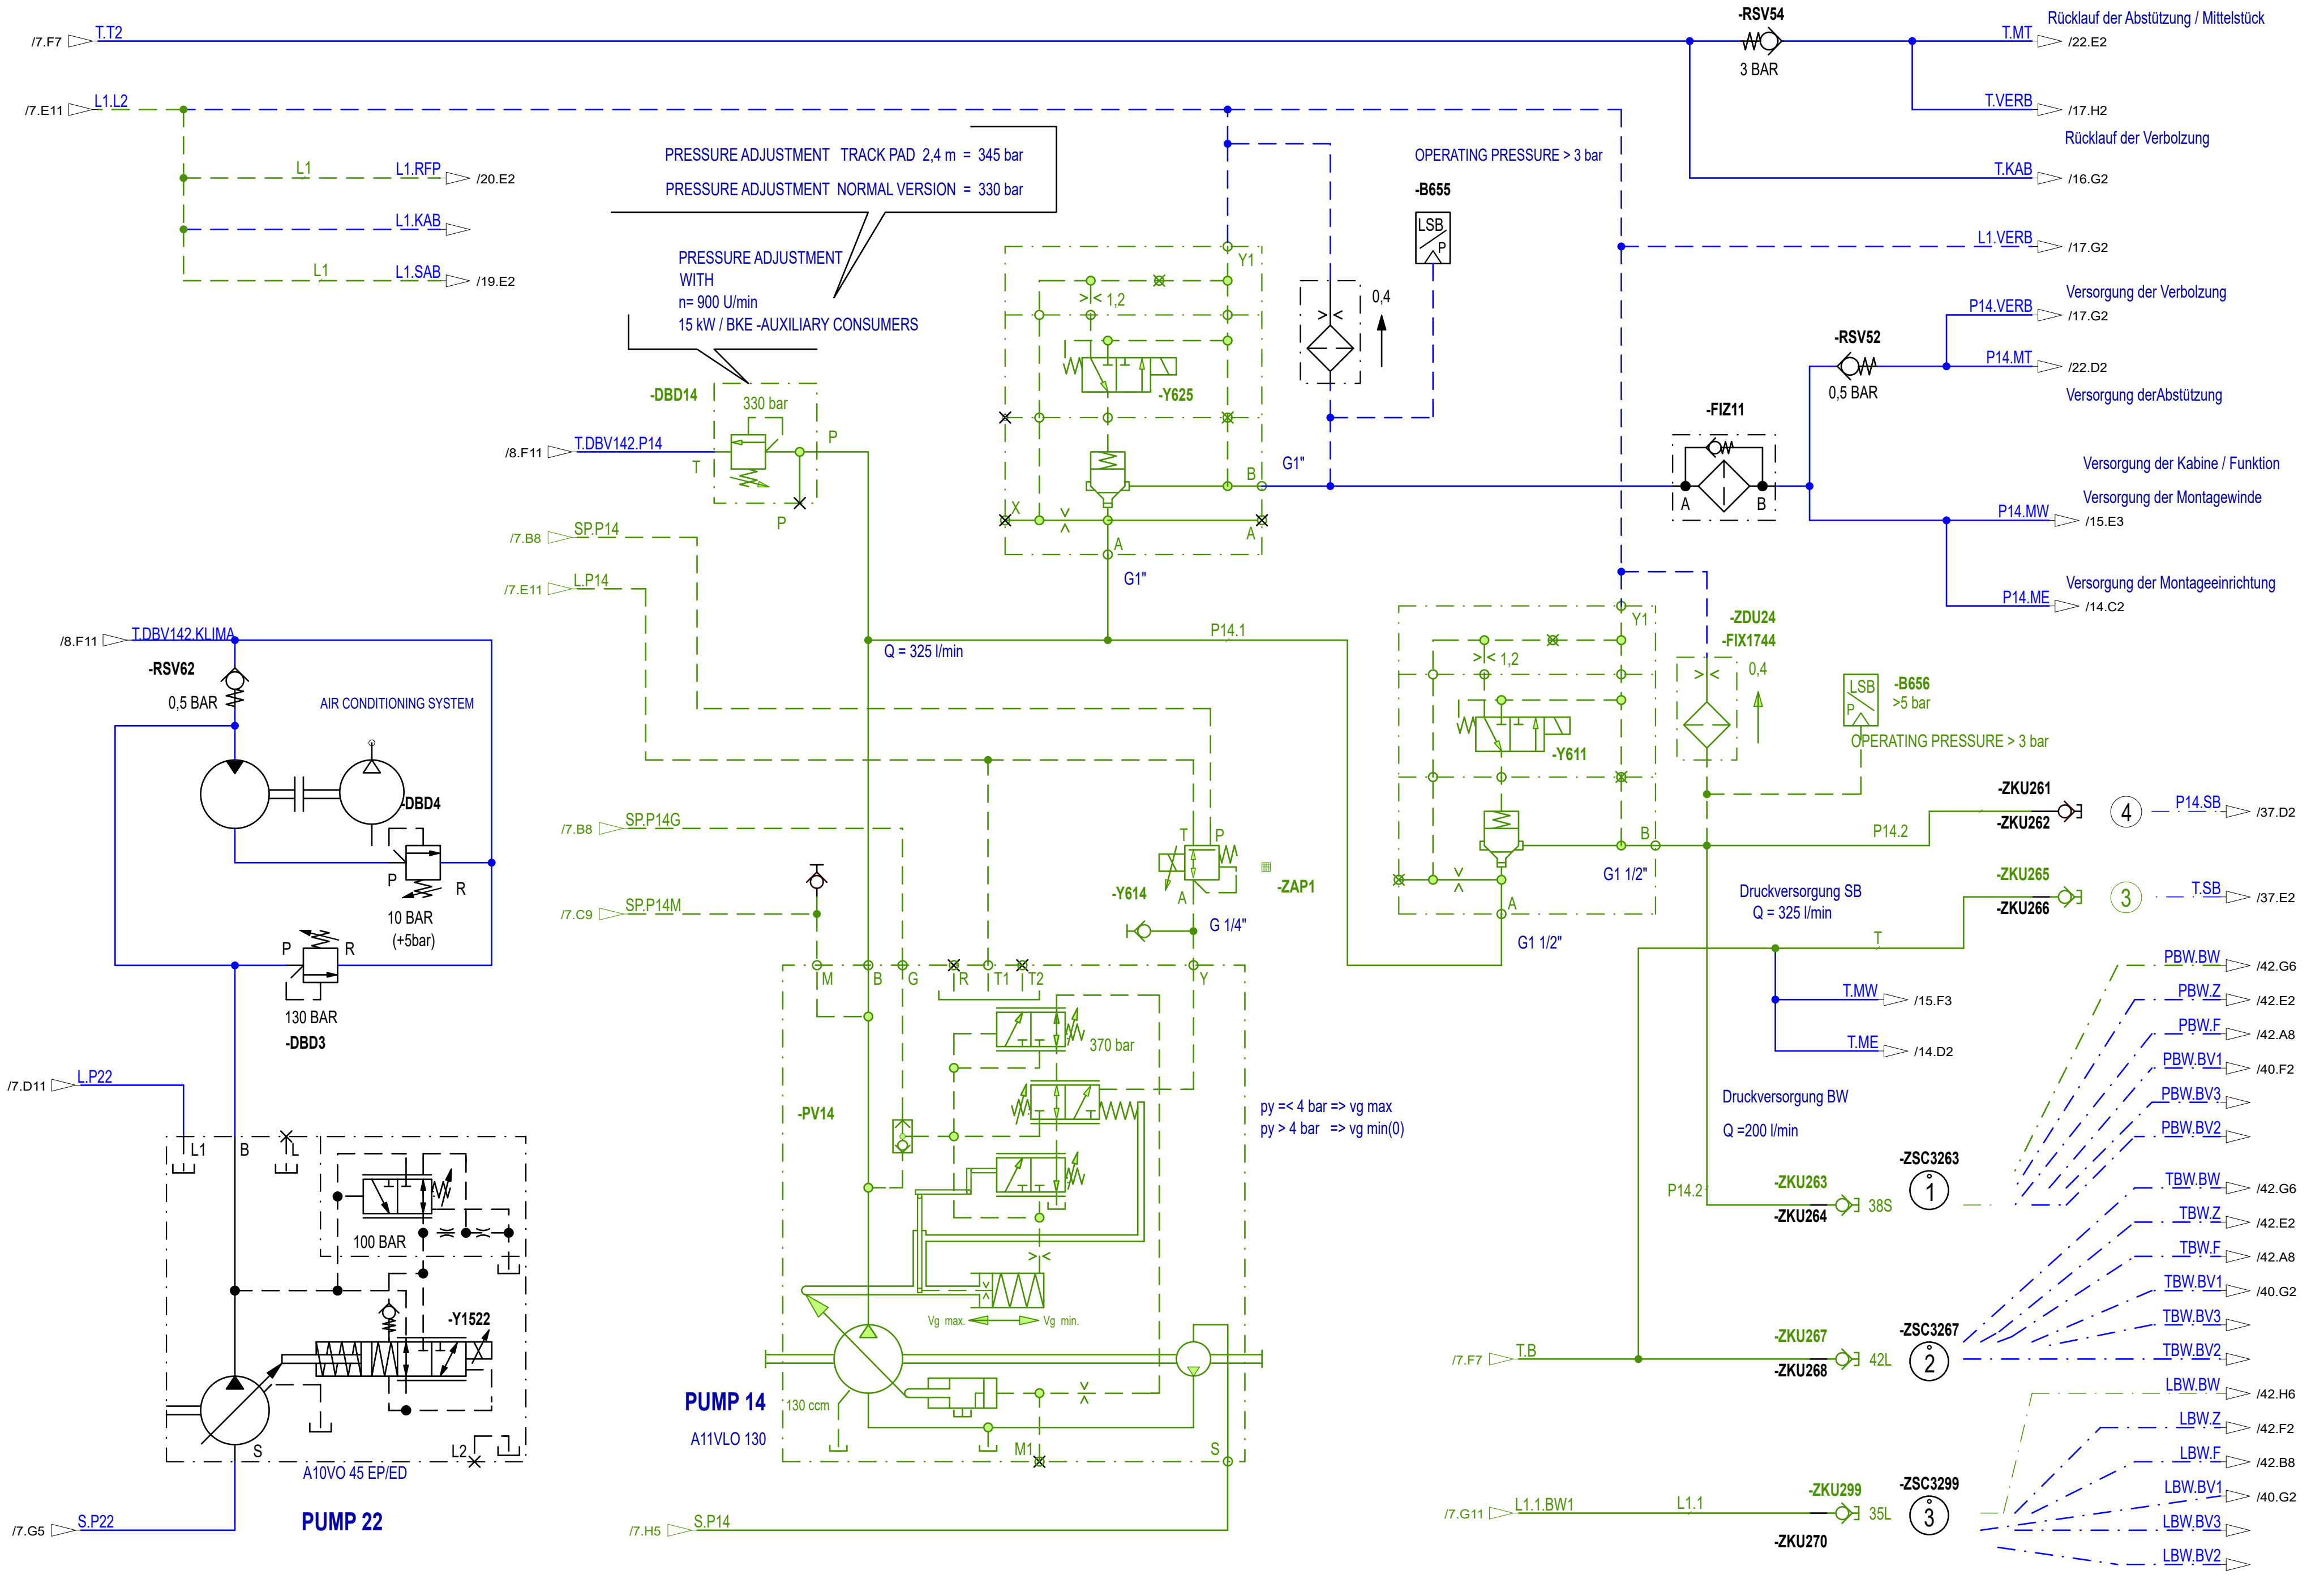 -RSV54
Rücklauf der Abstützung / Mittelstück
/7.F7
T.T2
T.MT
/22.E2
3 BAR
/7.E11
L1.L2
T.VERB
/17.H2
Rücklauf der Verbolzung
PRESSURE ADJUSTMENT TRACK PAD 2,4 m = 345 bar
OPERATING PRESSURE > 3 bar
L1
L1.RFP
/20.E2
T.KAB
/16.G2
PRESSURE ADJUSTMENT NORMAL VERSION = 330 bar
-B655
L1.KAB
LSB
P
L1.VERB
/17.G2
PRESSURE ADJUSTMENT
WITH
n= 900 U/min
15 kW / BKE -AUXILIARY CONSUMERS
Y1
L1
L1.SAB
/19.E2
1,2
0,4
Versorgung der Verbolzung
P14.VERB
/17.G2
-RSV52
P14.MT
/22.D2
0,5 BAR
Versorgung derAbstützung
-DBD14
330 bar
-Y625
-FIZ11
/8.F11
T.DBV142.P14
T
P
P
B
G1"
A
B
Versorgung der Kabine / Funktion
Versorgung der Montagewinde
X
A
P14.MW
/15.E3
/7.B8
SP.P14
A
G1"
/7.E11
L.P14
Versorgung der Montageeinrichtung
P14.ME
/14.C2
/8.F11
T.DBV142.KLIMA
P14.1
Q = 325 l/min
Y1
-ZDU24
-FIX1744
1,2
0,4
-RSV62
0,5 BAR
AIR CONDITIONING SYSTEM
LSB
P
-B656
>5 bar
OPERATING PRESSURE > 3 bar
-Y611
-DBD4
-ZKU261
-ZKU262
4
P14.SB
/37.D2
/7.B8
SP.P14G
T
P
B
P14.2
P
R
10 BAR
(+5bar)
-Y614
A
-ZAP1
G1 1/2"
-ZKU265
-ZKU266
3
T.SB
/37.E2
Druckversorgung SB
Q = 325 l/min
/7.C9
SP.P14M
G 1/4"
A
G1 1/2"
T
P
R
130 BAR
-DBD3
M
B
G
R
T1
T2
Y
PBW.BW
/42.G6
T.MW
/15.F3
PBW.Z
/42.E2
370 bar
PBW.F
/42.A8
T.ME
/14.D2
PBW.BV1
/40.F2
/7.D11
L.P22
-PV14
py =< 4 bar => vg max
py > 4 bar => vg min(0)
Druckversorgung BW
Q =200 l/min
PBW.BV3
PBW.BV2
L1
B
L
-ZSC3263
1
P14.2
-ZKU263
-ZKU264
38S
TBW.BW
/42.G6
100 BAR
TBW.Z
/42.E2
TBW.F
/42.A8
TBW.BV1
/40.G2
-Y1522
Vg max.
Vg min.
TBW.BV3
/7.F7
T.B
-ZKU267
-ZKU268
42L
-ZSC3267
2
TBW.BV2
PUMP 14
130 ccm
A11VLO 130
LBW.BW
/42.H6
LBW.Z
/42.F2
S
L2
M1
S
LBW.F
/42.B8
A10VO 45 EP/ED
-ZSC3299
3
LBW.BV1
/40.G2
PUMP 22
/7.G11
L1.1.BW1
L1.1
-ZKU299
-ZKU270
35L
/7.G5
S.P22
/7.H5
S.P14
LBW.BV3
LBW.BV2